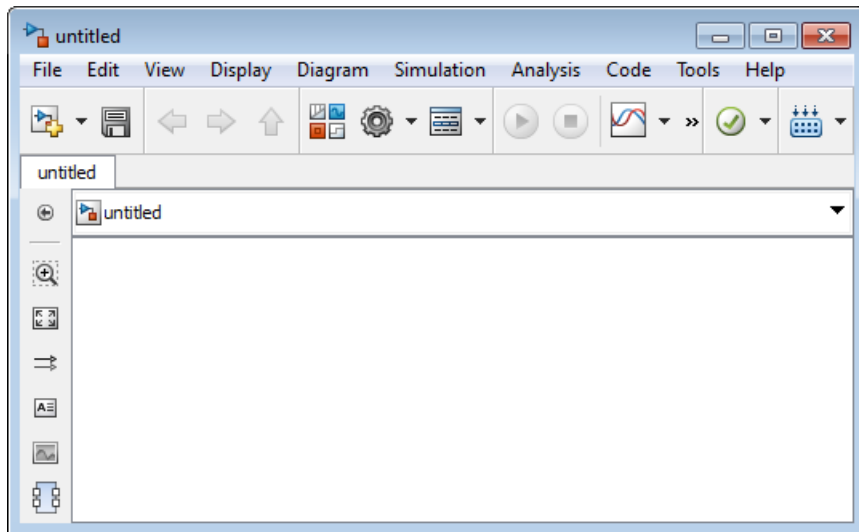 untitled
File Edit View Display Diagram Simulation Analysis Code Tools Help
untitled
untitled